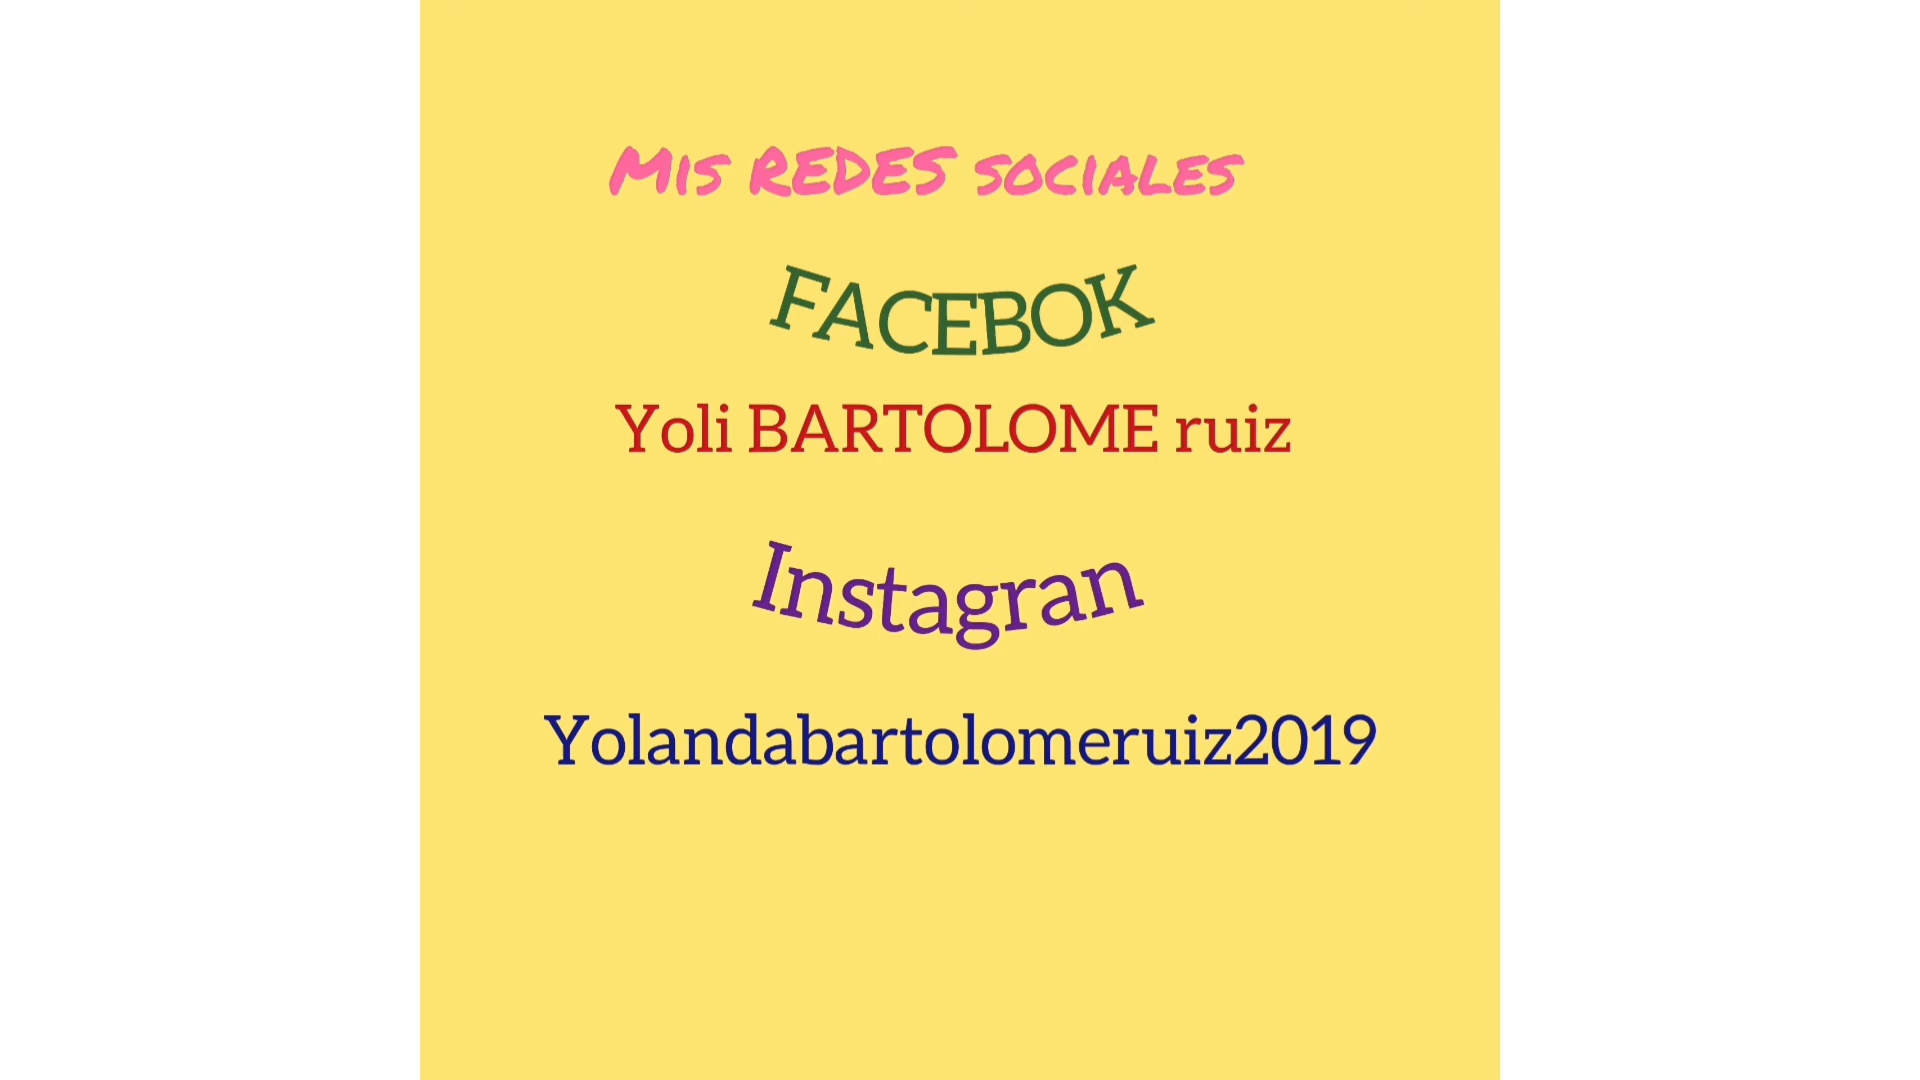 Mis REDES sociales
FACEBOK
Yoli BARTOLOME ruiz
Instagran
Yolandabartolomeruiz2019